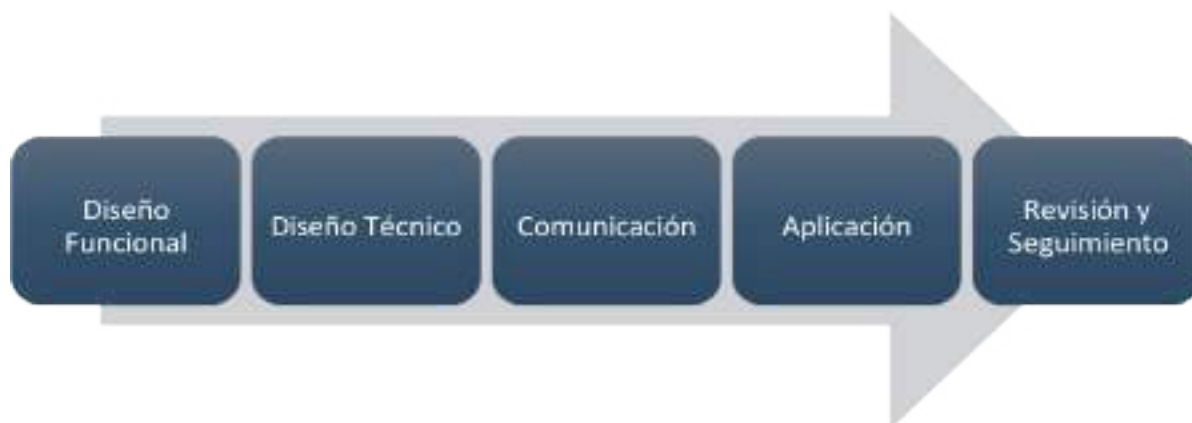 Diseño
Funcional
Diseño Técnico
Comunicación
Aplicación
Revisión y
Seguimiento